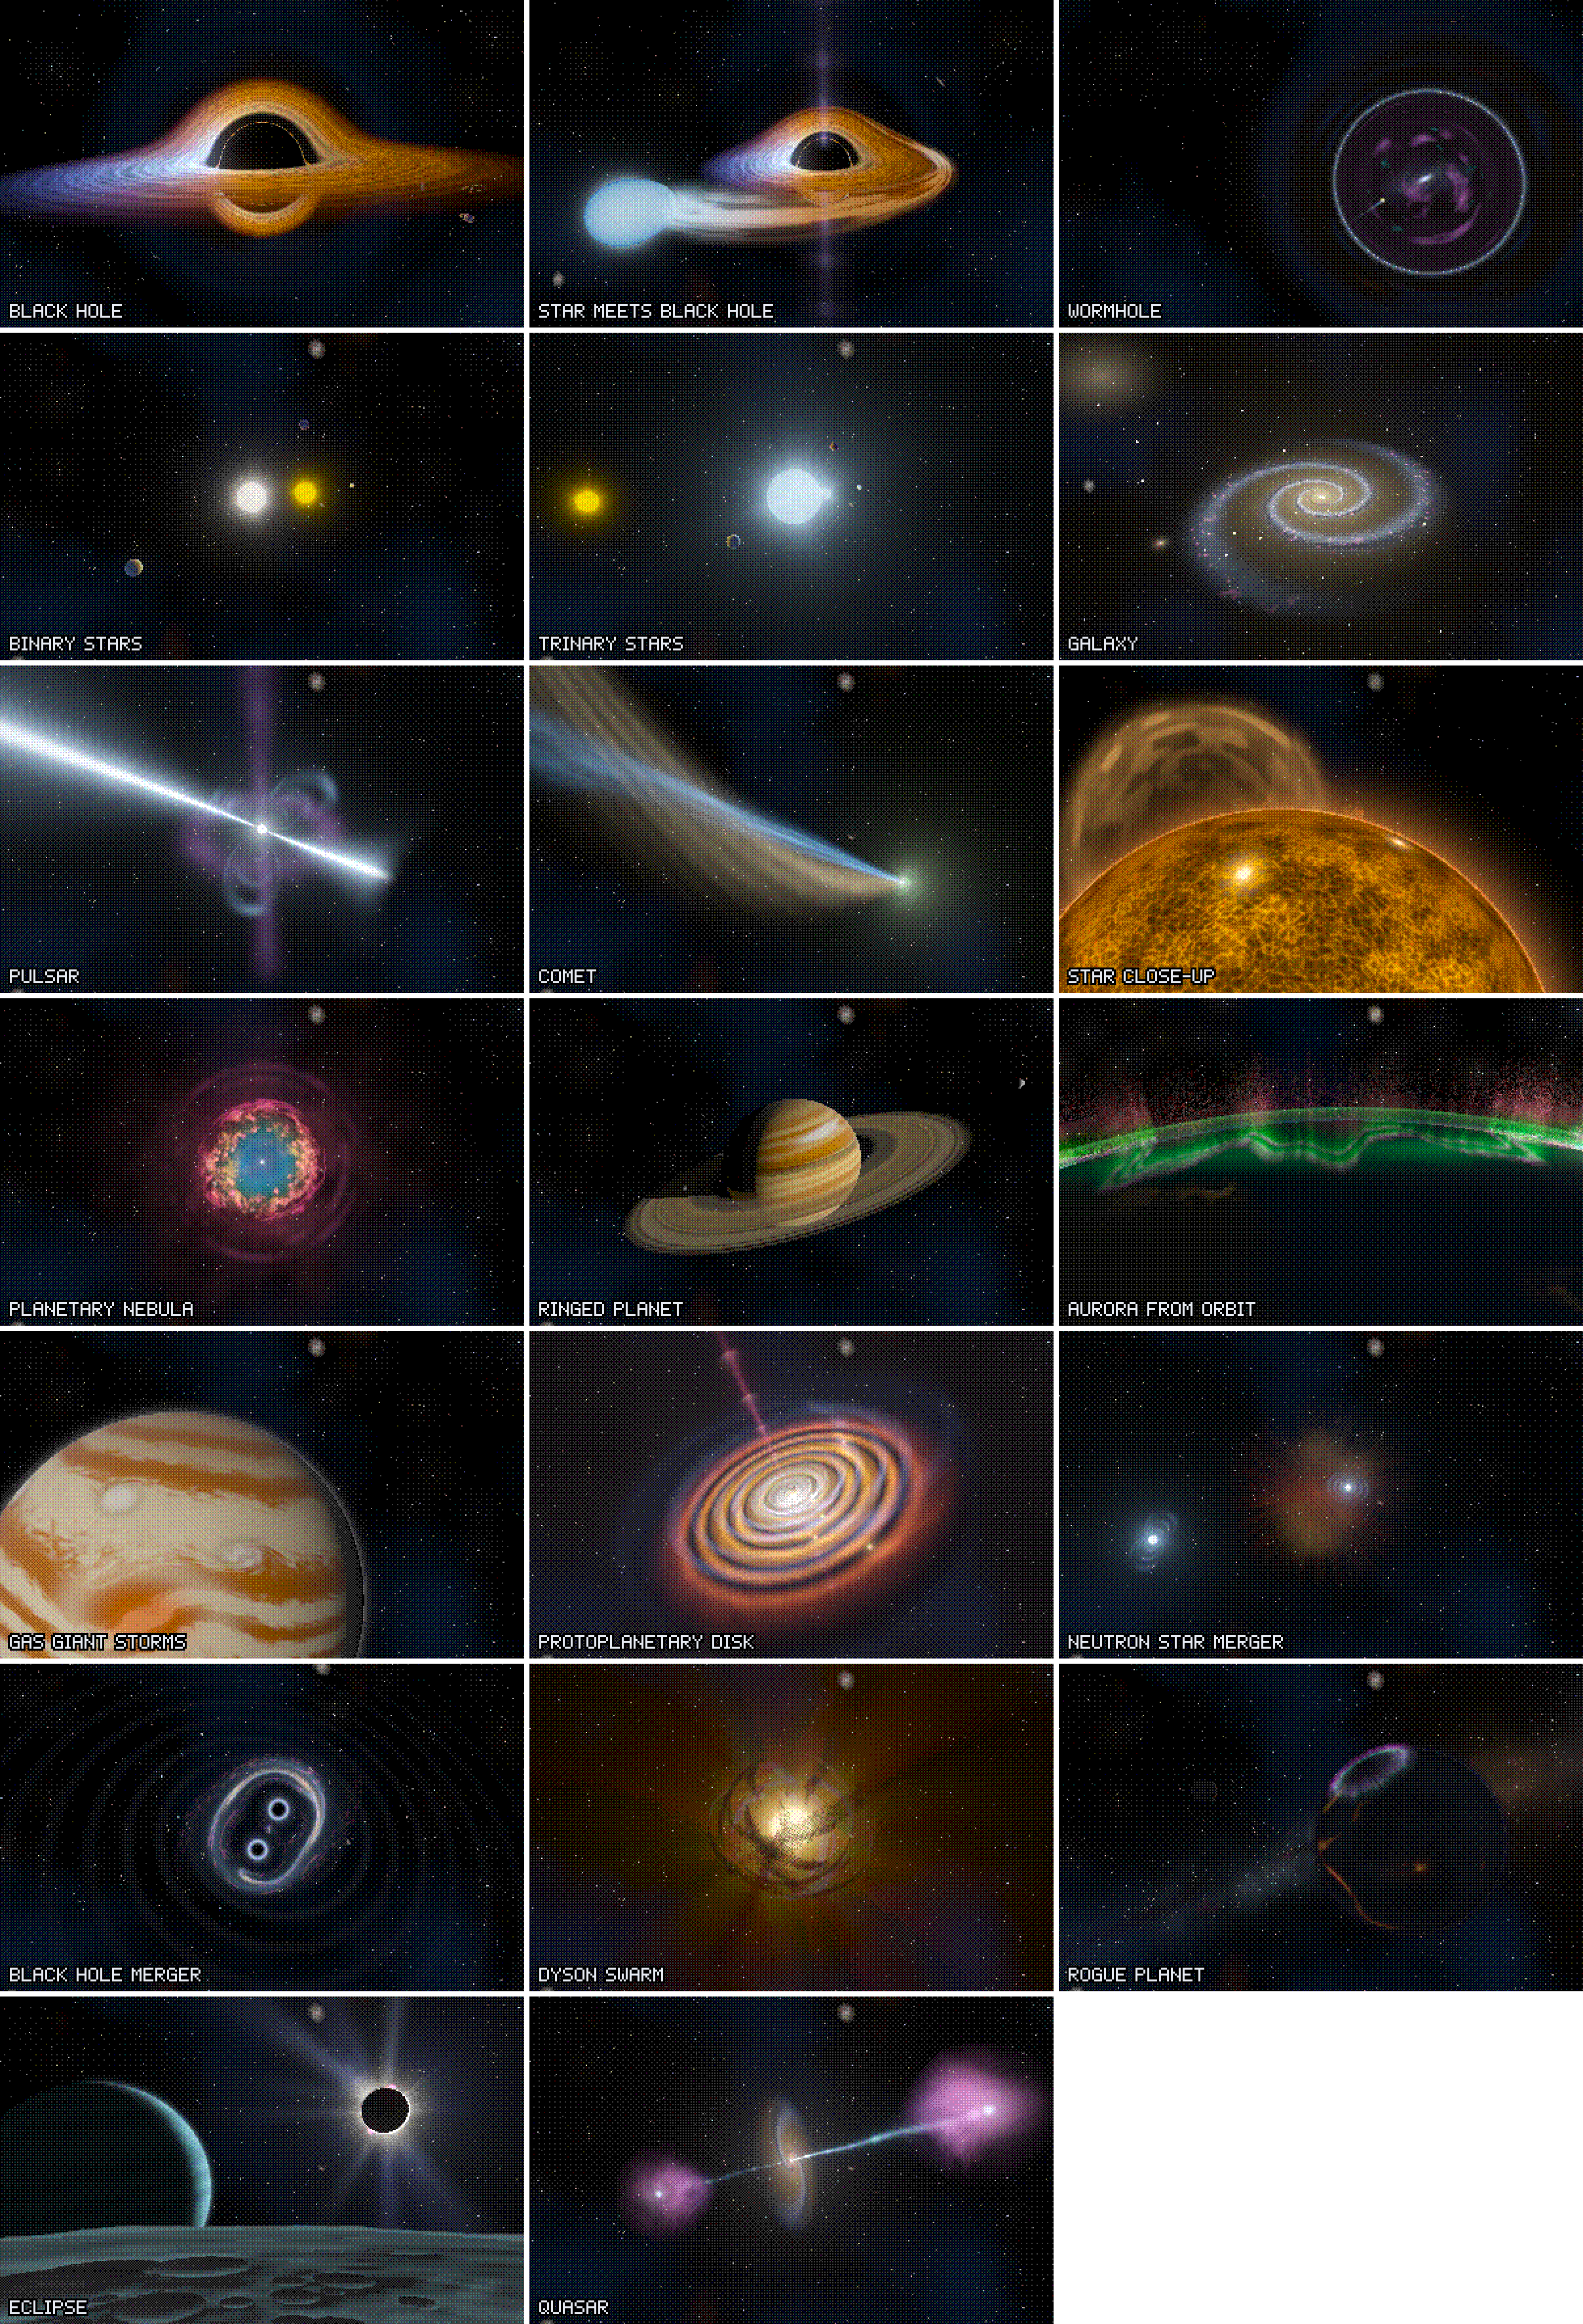 BLACK HOLE
STAR MEETS BLACK HOLE
WORMHOLE
BINARY STARS
TRINARY STARS
GALAXY
PULSAR
COMET
STAR CLOSE-UP
PLANETARY NEBULA
RINGED PLANET
AURORA FROM ORBIT
GAS GIANT STORMS
PROTOPLANETARY DISK
NEUTRON STAR MERGER
BLACK HOLE MERGER
DYSON SWARM
ROGUE PLANET
ECLIPSE
QUASAR